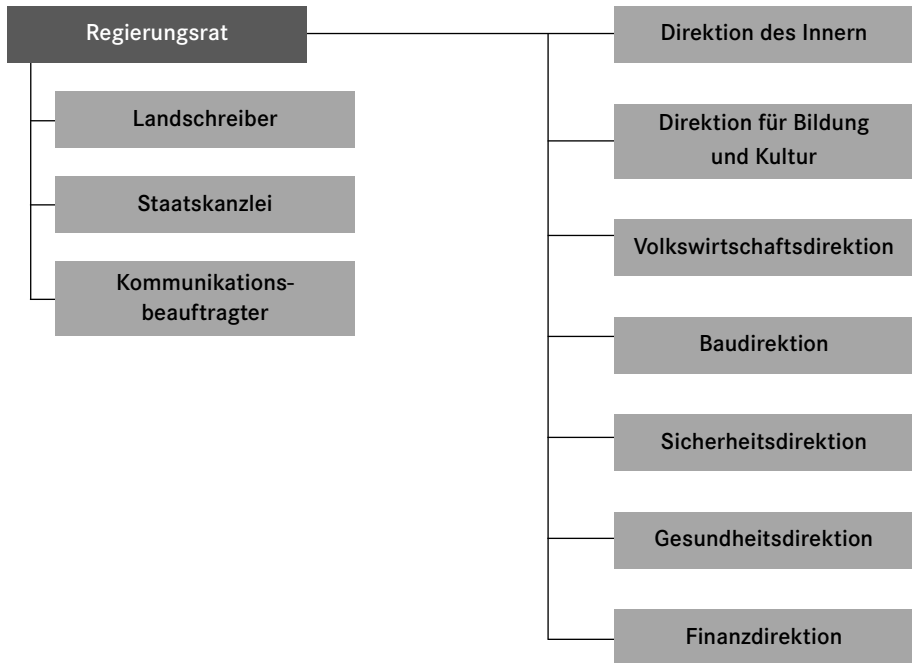 Regierungsrat
Landschreiber
Staatskanzlei
Kommunikations-
beauftragter
Direktion des Innern
Direktion für Bildung
und Kultur
Volkswirtschaftsdirektion
Baudirektion
Sicherheitsdirektion
Gesundheitsdirektion
Finanzdirektion